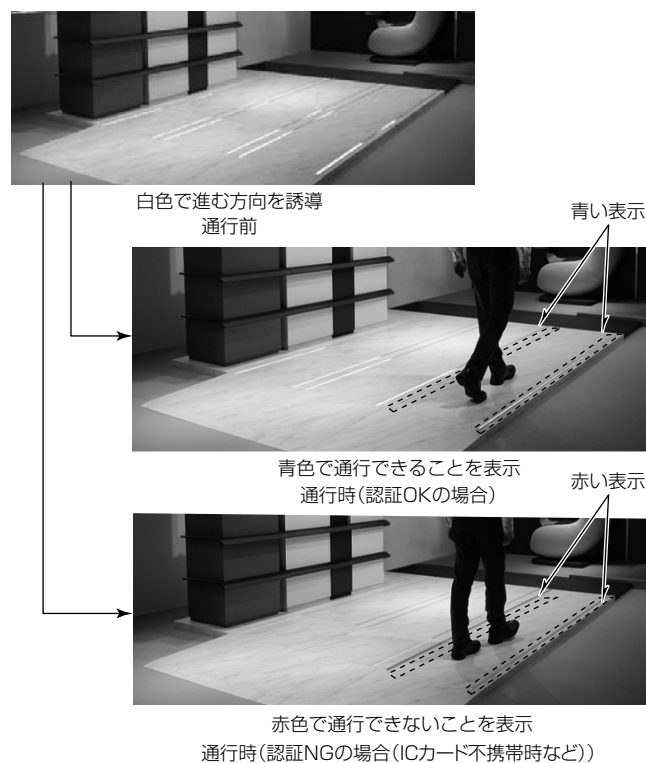 白色で進む方向を誘導
通行前
青い表示
青色で通行できることを表示
通行時(認証OKの場合)
赤い表示
赤色で通行できないことを表示
通行時(認証NGの場合(ICカード不携帯時など))